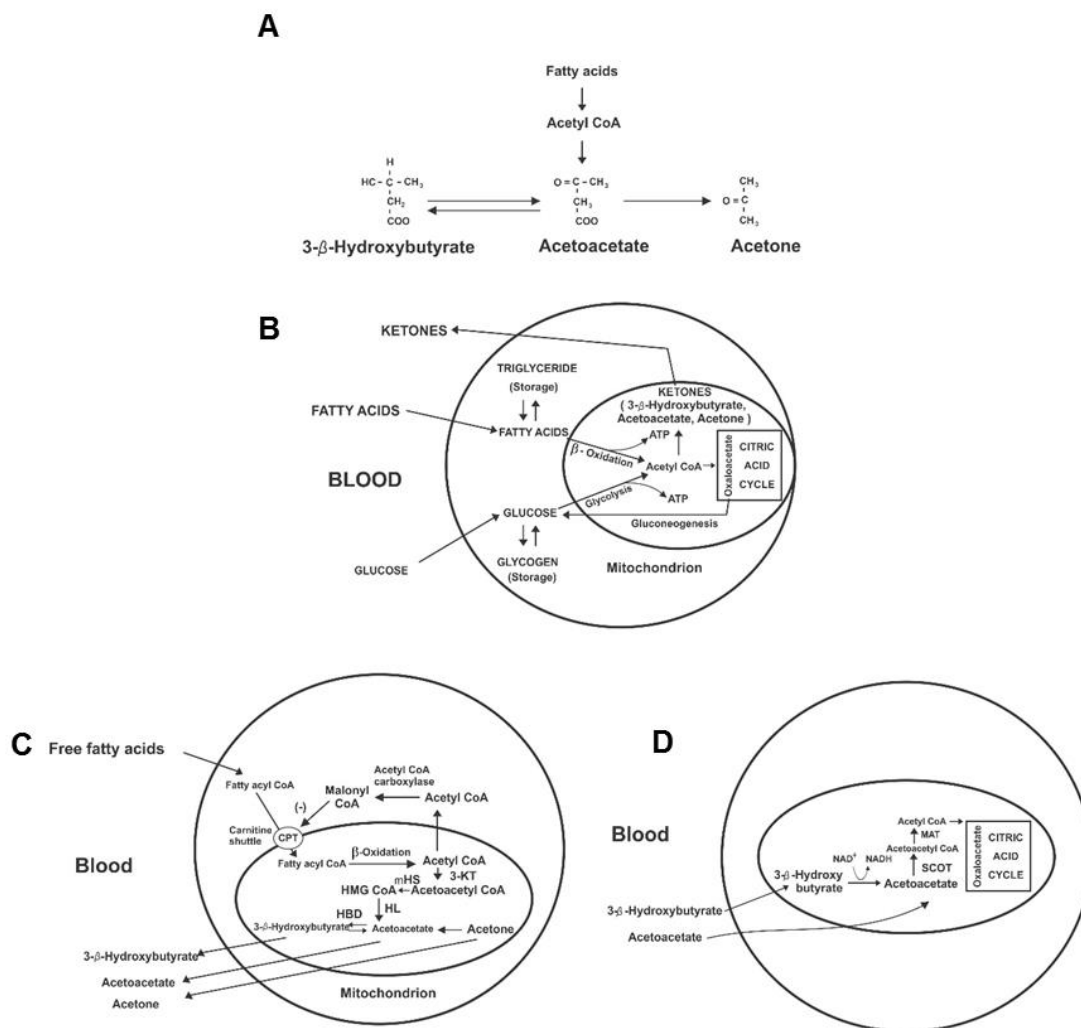 A
Fatty acids
Acetyl CoA
H
HC – C – CH3
CH2
COO
3-β-Hydroxybutyrate
O = C – CH3
CH3
COO
Acetoacetate
CH3
O = C
CH3
Acetone
B
KETONES
TRIGLYCERIDE
(Storage)
FATTY ACIDS
FATTY ACIDS
KETONES
( 3-β-Hydroxybutyrate,
Acetoacetate, Acetone )
ATP
β- Oxidation
Acetyl CoA
Oxaloacetate
CITRIC
ACID
CYCLE
BLOOD
Glycolysis
ATP
GLUCOSE
Gluconeogenesis
GLYCOGEN
(Storage)
Mitochondrion
GLUCOSE
C
Free fatty acids
Fatty acyl CoA
Acetyl CoA
carboxylase
Malonyl
CoA
Acetyl CoA
(-)
Carnitine
shuttle
CPT
Blood
Fatty acyl CoA
β-Oxidation
Acetyl CoA
3-KT
mHS
HMG CoA
Acetoacetyl CoA
HL
HBD
3-β-Hydroxybutyrate
Acetoacetate
Acetone
3-β-Hydroxybutyrate
Acetoacetate
Acetone
Mitochondrion
D
Blood
Acetyl CoA
MAT
Acetoacetyl CoA
SCOT
NAD+
NADH
3-β-Hydroxy
butyrate
Acetoacetate
Oxaloacetate
CITRIC
ACID
CYCLE
3-β-Hydroxybutyrate
Acetoacetate